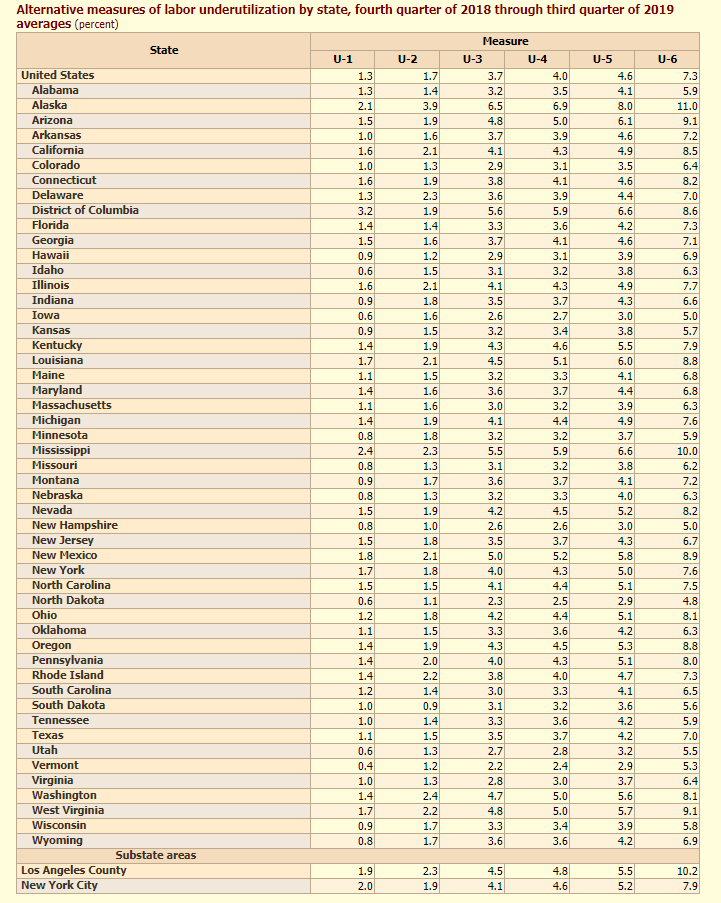 Alternative measures of labor underutilization by state, fourth quarter of 2018 through third quarter of 2019
averages (percent)
State Measure
U-1 U-2 U-3 U-4 U-5 U-6
United States 1.3 1.7 3.7 4.0 4.6 7.3
Alabama 1.3 1.4 3.2 3.5 4.1 5.9
Alaska 2.1 3.9 6.5 6.9 8.0 11.0
Arizona 1.5 1.9 4.8 5.0 6.1 9.1
Arkansas 1.0 1.6 3.7 3.9 4.6 7.2
California 1.6 2.1 4.1 4.3 4.9 8.5
Colorado 1.0 1.3 2.9 3.1 3.5 6.4
Connecticut 1.6 1.9 3.8 4.1 4.6 8.2
Delaware 1.3 2.3 3.6 3.9 4.4 7.0
District of Columbia 3.2 1.9 5.6 5.9 6.6 8.6
Florida 1.4 1.4 3.3 3.6 4.2 7.3
Georgia 1.5 1.6 3.7 4.1 4.6 7.1
Hawaii 0.9 1.2 2.9 3.1 3.9 6.9
Idaho 0.6 1.5 3.1 3.2 3.8 6.3
Illinois 1.6 2.1 4.1 4.3 4.9 7.7
Indiana 0.9 1.8 3.5 3.7 4.3 6.6
Iowa 0.6 1.6 2.6 2.7 3.0 5.0
Kansas 0.9 1.5 3.2 3.4 3.8 5.7
Kentucky 1.4 1.9 4.3 4.6 5.5 7.9
Louisiana 1.7 2.1 4.5 5.1 6.0 8.8
Maine 1.1 1.5 3.2 3.3 4.1 6.8
Maryland 1.4 1.6 3.6 3.7 4.4 6.8
Massachusetts 1.1 1.6 3.0 3.2 3.9 6.3
Michigan 1.4 1.9 4.1 4.4 4.9 7.6
Minnesota 0.8 1.8 3.2 3.2 3.7 5.9
Mississippi 2.4 2.3 5.5 5.9 6.6 10.0
Missouri 0.8 1.3 3.1 3.2 3.8 6.2
Montana 0.9 1.7 3.6 3.7 4.1 7.2
Nebraska 0.8 1.3 3.2 3.3 4.0 6.3
Nevada 1.5 1.9 4.2 4.5 5.2 8.2
New Hampshire 0.8 1.0 2.6 2.6 3.0 5.0
New Jersey 1.5 1.8 3.5 3.7 4.3 6.7
New Mexico 1.8 2.1 5.0 5.2 5.8 8.9
New York 1.7 1.8 4.0 4.3 5.0 7.6
North Carolina 1.5 1.5 4.1 4.4 5.1 7.5
North Dakota 0.6 1.1 2.3 2.5 2.9 4.8
Ohio 1.2 1.8 4.2 4.4 5.1 8.1
Oklahoma 1.1 1.5 3.3 3.6 4.2 6.3
Oregon 1.4 1.9 4.3 4.5 5.3 8.8
Pennsylvania 1.4 2.0 4.0 4.3 5.1 8.0
Rhode Island 1.4 2.2 3.8 4.0 4.7 7.3
South Carolina 1.2 1.4 3.0 3.3 4.1 6.5
South Dakota 1.0 0.9 3.1 3.2 3.6 5.6
Tennessee 1.0 1.4 3.3 3.6 4.2 5.9
Texas 1.1 1.5 3.5 3.7 4.2 7.0
Utah 0.6 1.3 2.7 2.8 3.2 5.5
Vermont 0.4 1.2 2.2 2.4 2.9 5.3
Virginia 1.0 1.3 2.8 3.0 3.7 6.4
Washington 1.4 2.4 4.7 5.0 5.6 8.1
West Virginia 1.7 2.2 4.8 5.0 5.7 9.1
Wisconsin 0.9 1.7 3.3 3.4 3.9 5.8
Wyoming 0.8 1.7 3.6 3.6 4.2 6.9
Substate areas
Los Angeles County 1.9 2.3 4.5 4.8 5.5 10.2
New York City 2.0 1.9 4.1 4.6 5.2 7.9